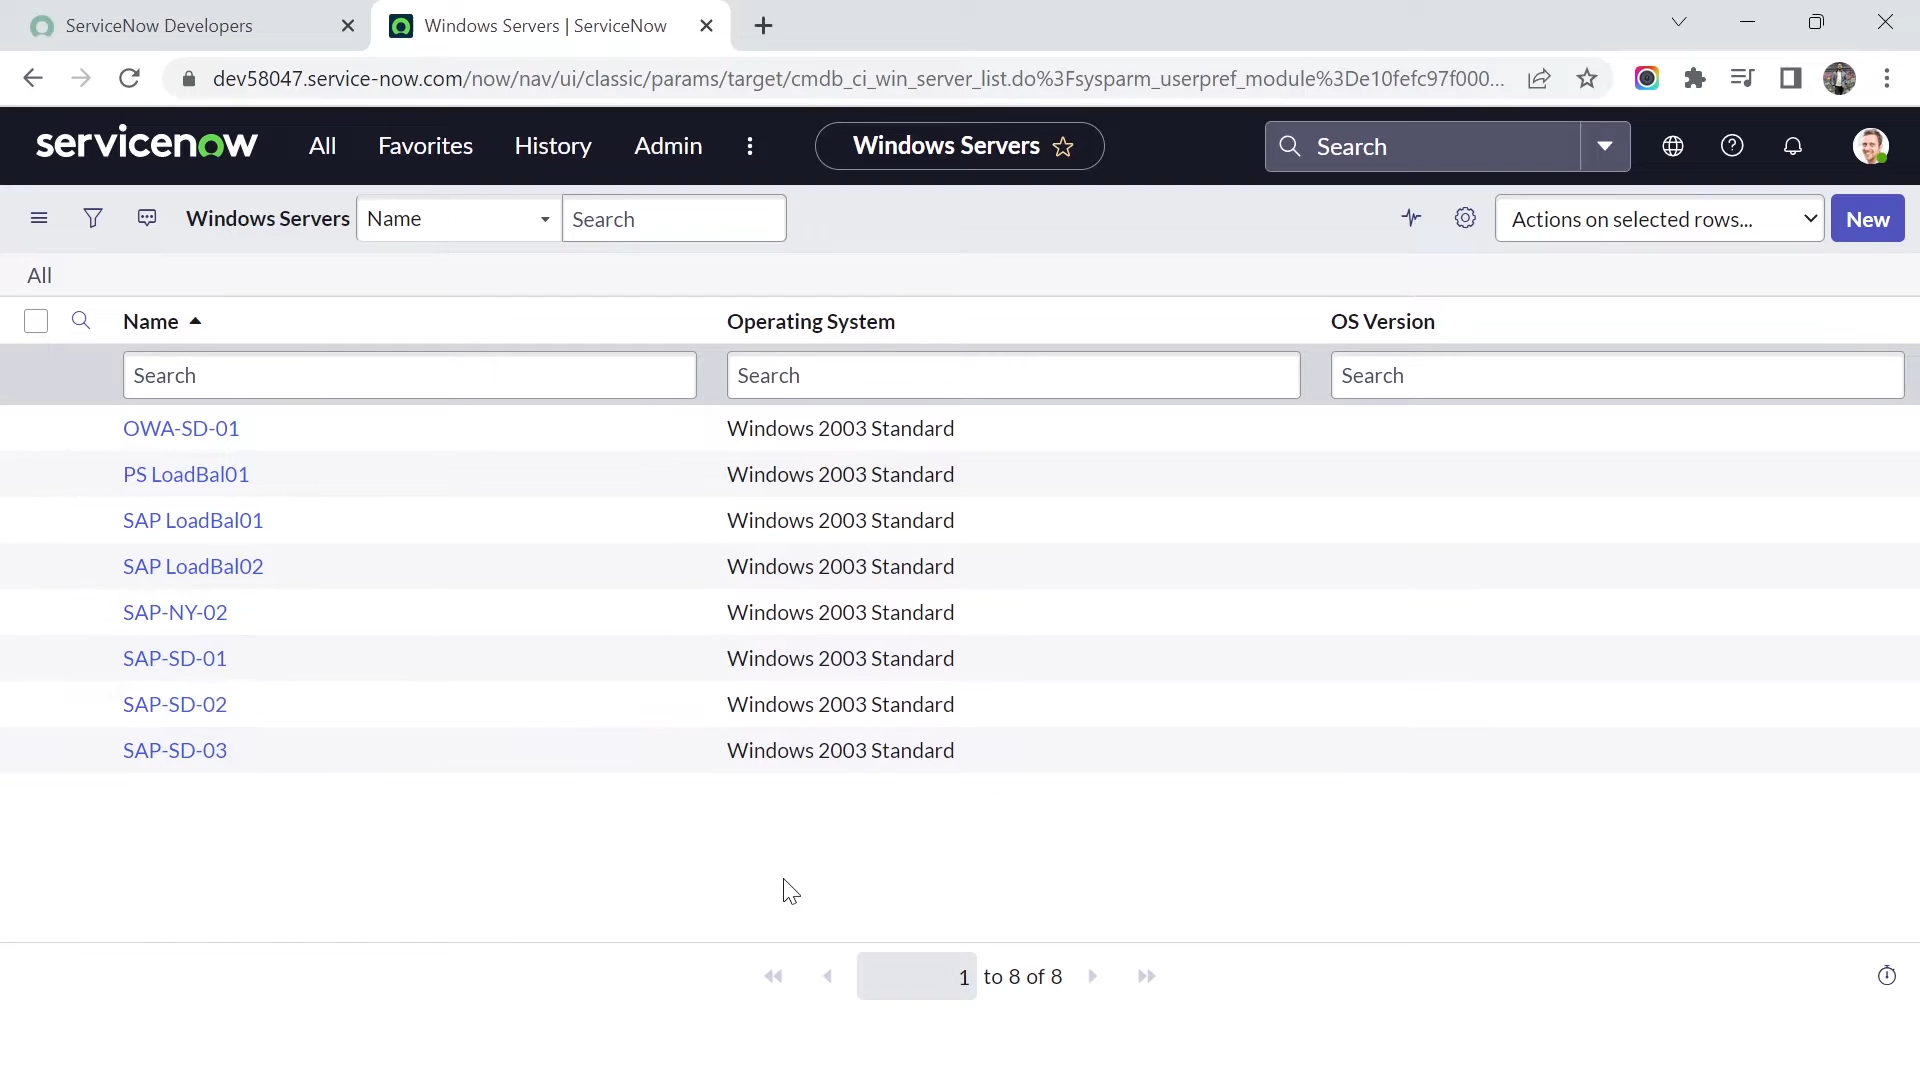 ServiceNow Developers
Windows Servers | ServiceNow
dev58047.service-now.com/now/nav/ui/classic/params/target/cmdb_ci_win_server_list.do%3Fsysparm_userpref_module%3De10fefc97f000...
servicenow All Favorites History Admin Windows Servers Search
Windows Servers Name Search Actions on selected rows... New
All
Name Operating System OS Version
Search Search Search
OWA-SD-01 Windows 2003 Standard
PS LoadBal01 Windows 2003 Standard
SAP LoadBal01 Windows 2003 Standard
SAP LoadBal02 Windows 2003 Standard
SAP-NY-02 Windows 2003 Standard
SAP-SD-01 Windows 2003 Standard
SAP-SD-02 Windows 2003 Standard
SAP-SD-03 Windows 2003 Standard
1 to 8 of 8